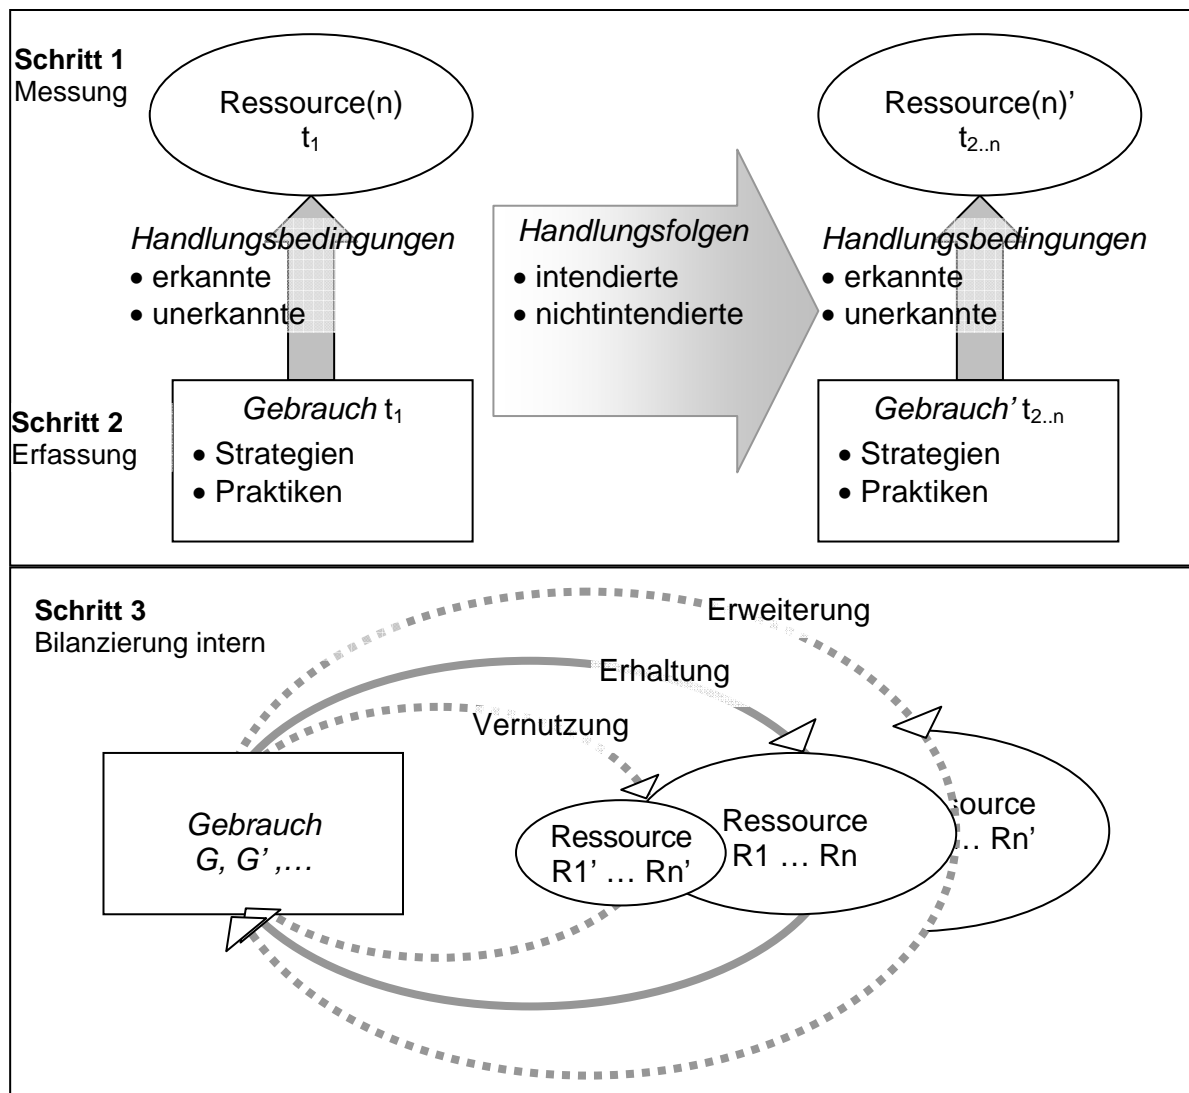 Schritt 1
Messung
Ressource(n)
t1
Ressource(n)’
t2..n
Handlungsbedingungen
• erkannte
• unerkannte
Handlungsfolgen
• intendierte
• nichtintendierte
Handlungsbedingungen
• erkannte
• unerkannte
Schritt 2
Erfassung
Gebrauch t1
• Strategien
• Praktiken
Gebrauch’ t2..n
• Strategien
• Praktiken
Schritt 3
Bilanzierung intern
Erweiterung
Erhaltung
Vernutzung
Gebrauch
G, G’ ,…
Ressource
R1’ … Rn’
Ressource
R1 … Rn
source
… Rn’